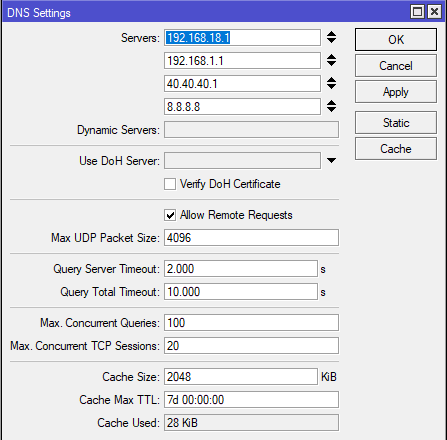 DNS Settings
Servers: 192.168.18.1 OK
192.168.1.1 Cancel
40.40.40.1 Apply
8.8.8.8
Dynamic Servers: Static
Use DoH Server: Cache
Verify DoH Certificate
Allow Remote Requests
Max UDP Packet Size: 4096
Query Server Timeout: 2.000 s
Query Total Timeout: 10.000 s
Max. Concurrent Queries: 100
Max. Concurrent TCP Sessions: 20
Cache Size: 2048 KiB
Cache Max TTL: 7d 00:00:00
Cache Used: 28 KiB